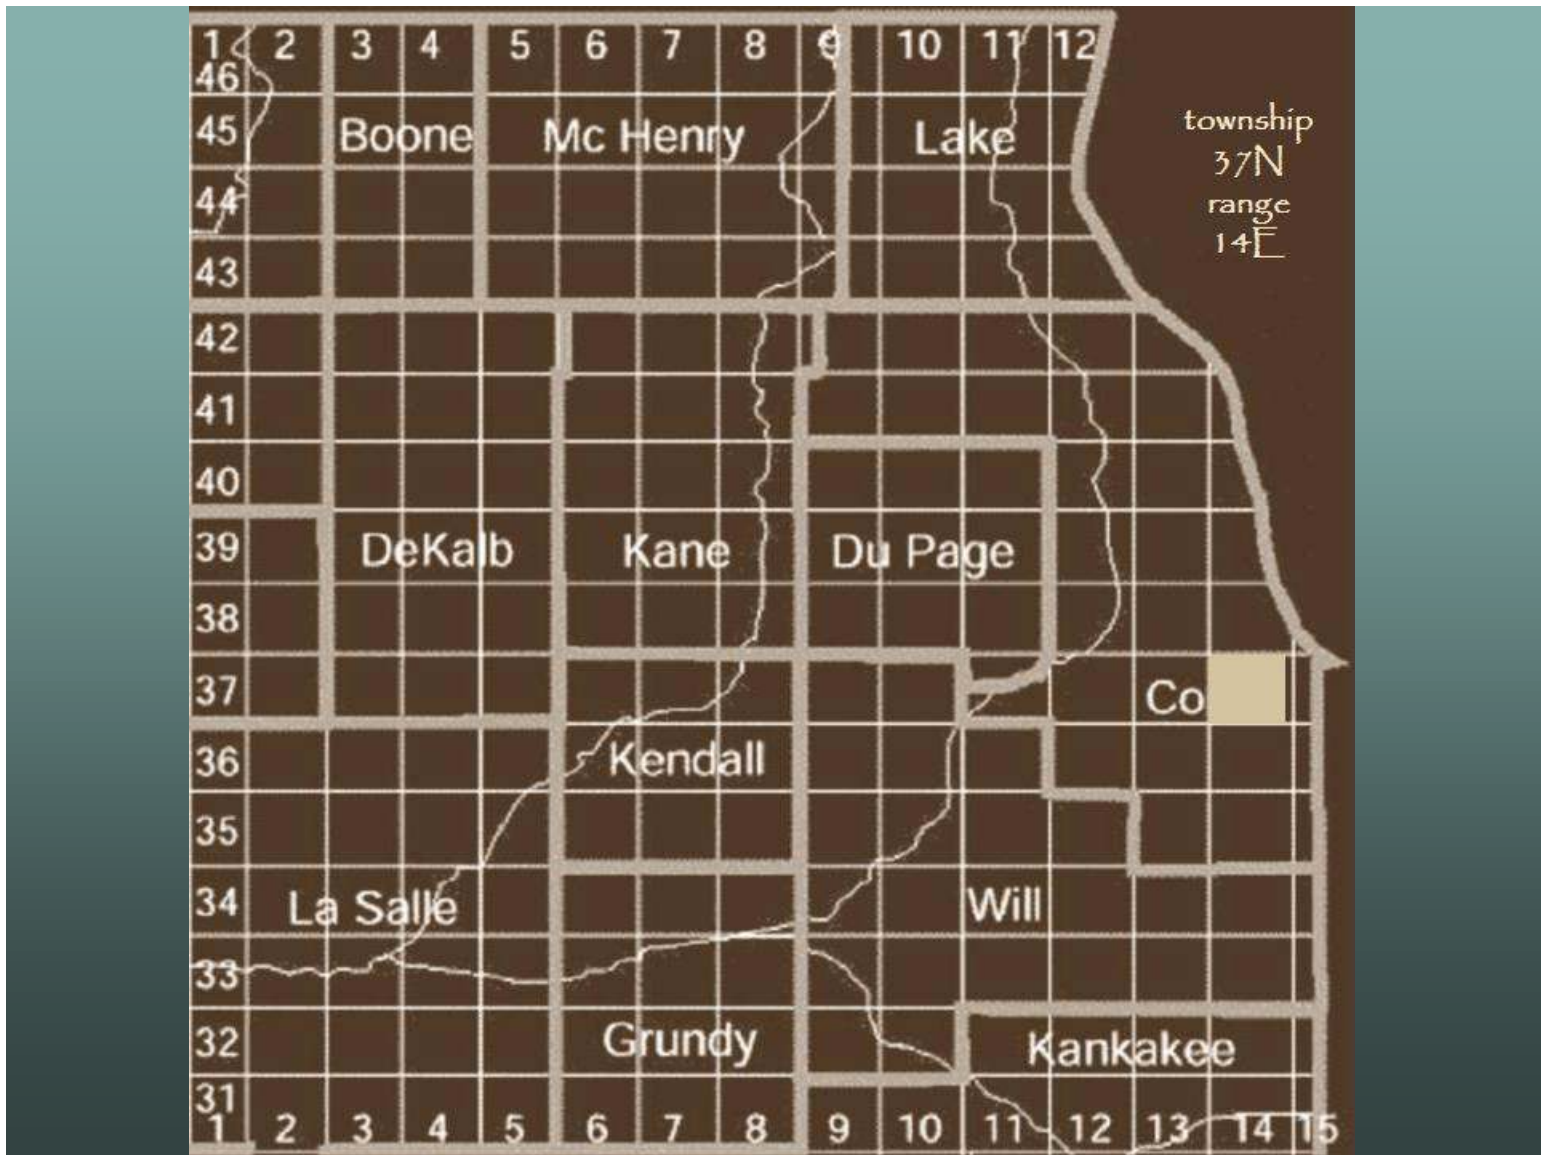 1 2 3 4 5 6 7 8 9 10 11 12
46
45 Boone Mc Henry Lake
township
37N
range
14E
44
43
42
41
40
39 DeKalb Kane Du Page
38
37 Co
36 Kendall
35
34 La Salle Will
33
32 Grundy Kankakee
31
1 2 3 4 5 6 7 8 9 10 11 12 13 14 15